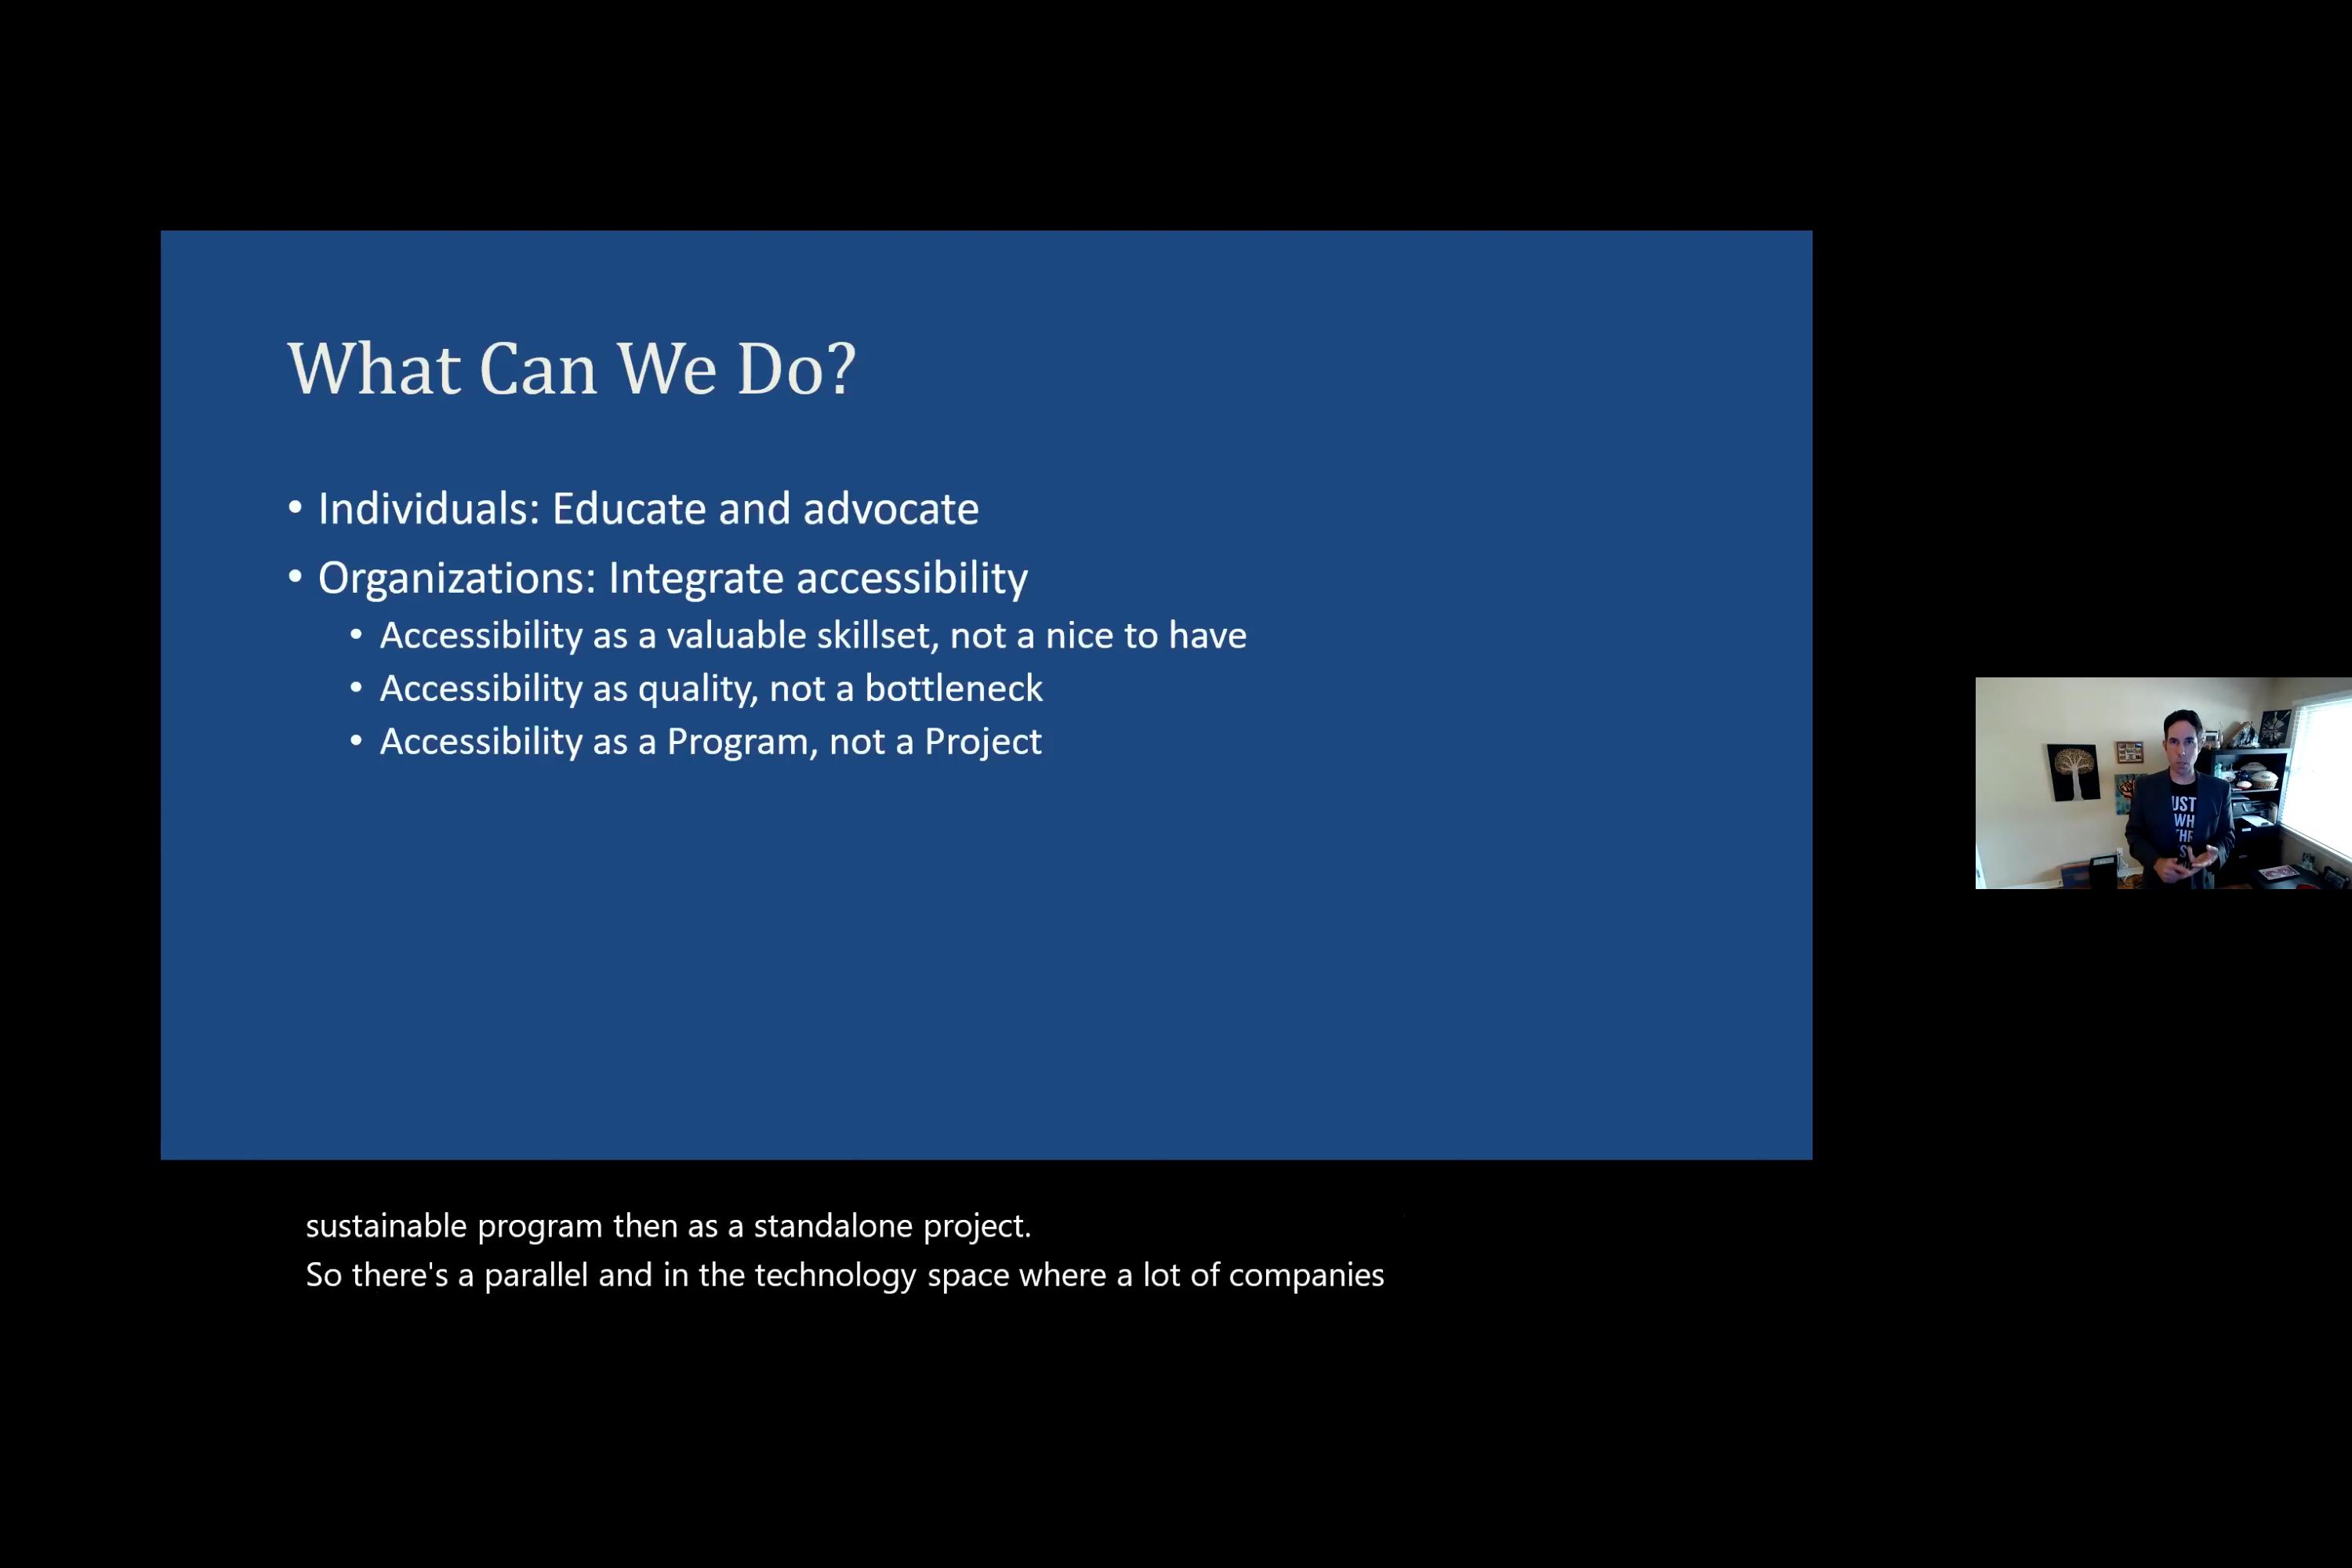 What Can We Do?
• Individuals: Educate and advocate
• Organizations: Integrate accessibility
• Accessibility as a valuable skillset, not a nice to have
• Accessibility as quality, not a bottleneck
• Accessibility as a Program, not a Project
UST
WH
sustainable program then as a standalone project.
So there's a parallel and in the technology space where a lot of companies